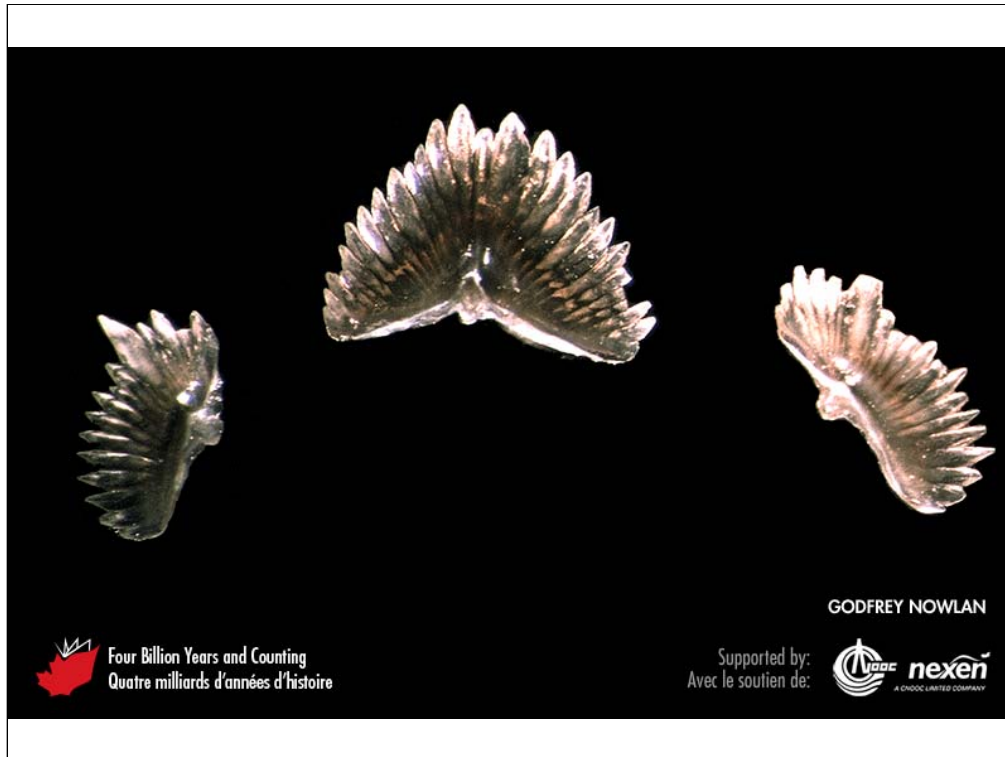 GODFREY NOWLAN
Four Billion Years and Counting
Quatre milliards d'années d'histoire
Supported by:
Avec le soutien de:
CNOOC
nexen
A CNOOC LIMITED COMPANY